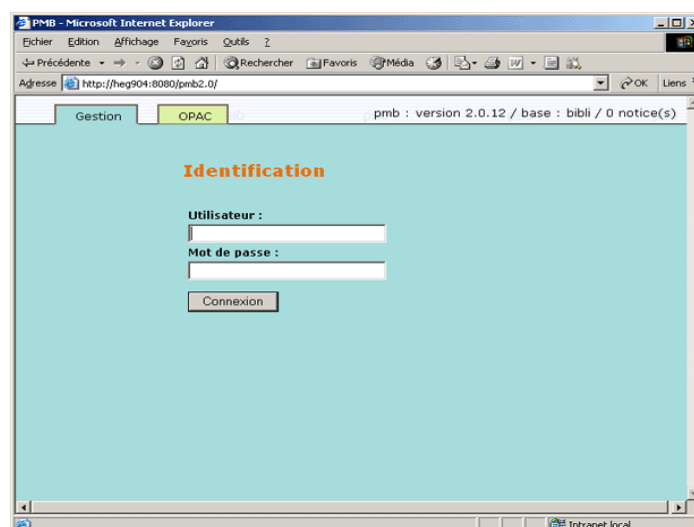 PMB - Microsoft Internet Explorer
Fichier Edition Affichage Favoris Outils ?
Précédente Rechercher Favoris Média
Adresse http://heg904:8080/pmb2.0/ OK Liens
Gestion OPAC pmb : version 2.0.12 / base : bibli / 0 notice(s)
Identification
Utilisateur :
Mot de passe :
Connexion
Intranet local